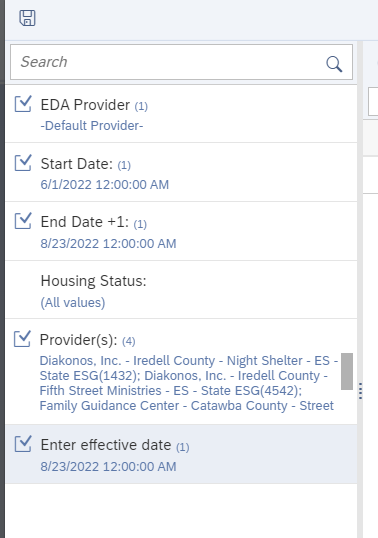 Search
EDA Provider (1)
-Default Provider-
Start Date: (1)
6/1/2022 12:00:00 AM
End Date +1: (1)
8/23/2022 12:00:00 AM
Housing Status:
(All values)
Provider(s): (4)
Diakonos, Inc. - Iredell County - Night Shelter - ES -
State ESG(1432); Diakonos, Inc. - Iredell County -
Fifth Street Ministries - ES - State ESG(4542);
Family Guidance Center - Catawba County - Street
Enter effective date (1)
8/23/2022 12:00:00 AM